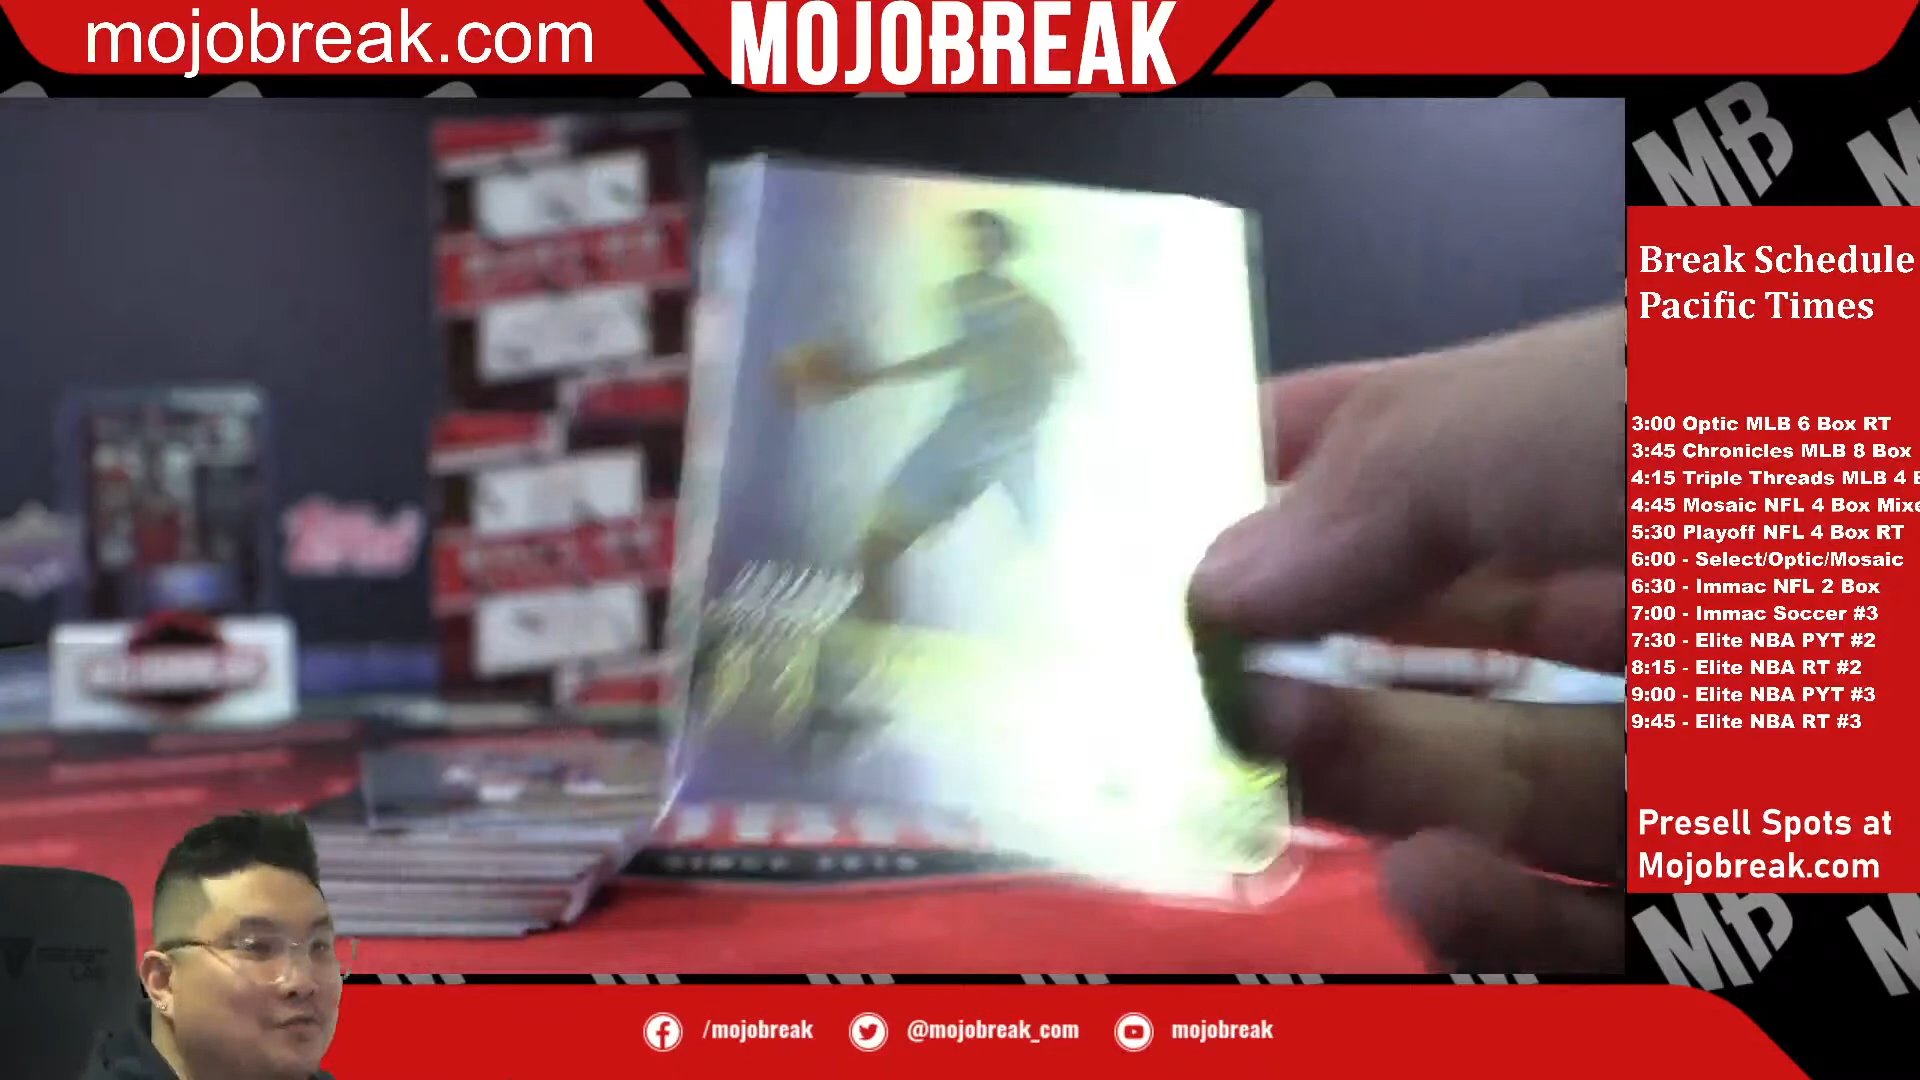 mojobreak.com
MOJOBREAK
MB
Break Schedule
Pacific Times
3:00 Optic MLB 6 Box RT
3:45 Chronicles MLB 8 Box
4:15 Triple Threads MLB 4 B
4:45 Mosaic NFL 4 Box Mixe
5:30 Playoff NFL 4 Box RT
6:00 - Select/Optic/Mosaic
6:30 - Immac NFL 2 Box
7:00 - Immac Soccer #3
7:30 - Elite NBA PYT #2
8:15 - Elite NBA RT #2
9:00 - Elite NBA PYT #3
9:45 - Elite NBA RT #3
Presell Spots at
Mojobreak.com
MB
Topps
/mojobreak
@mojobreak_com
mojobreak